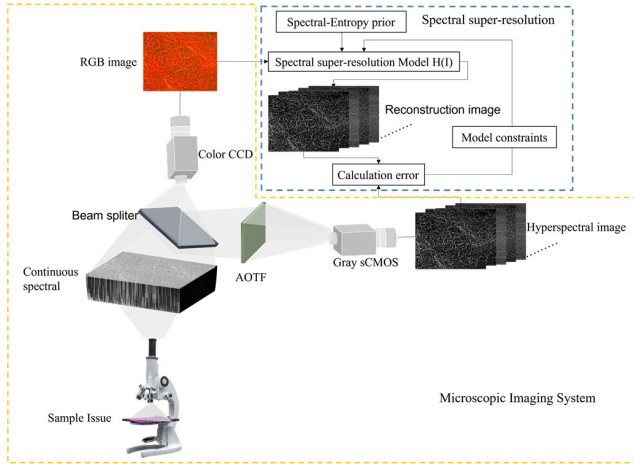 Spectral-Entropy prior
Spectral super-resolution
RGB image
Spectral super-resolution Model H(I)
Reconstruction image
Model constraints
Color CCD
Calculation error
Beam spliter
Hyperspectral image
Gray sCMOS
AOTF
Continuous
spectral
Microscopic Imaging System
Sample Issue